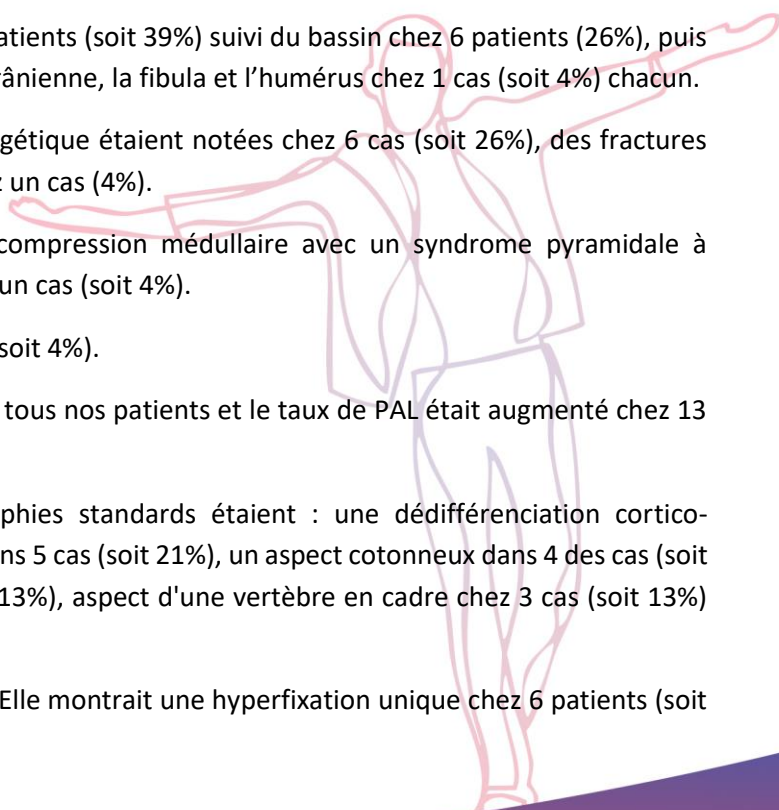 atients (soit 39%) suivi du bassin chez 6 patients (26%), puis
rânienne, la fibula et l’humérus chez 1 cas (soit 4%) chacun.
gétique étaient notées chez 6 cas (soit 26%), des fractures
z un cas (4%).
compression médullaire avec un syndrome pyramidale à
un cas (soit 4%).
soit 4%).
tous nos patients et le taux de PAL était augmenté chez 13
phies standards étaient : une dédifférenciation cortico-
ns 5 cas (soit 21%), un aspect cotonneux dans 4 des cas (soit
13%), aspect d'une vertèbre en cadre chez 3 cas (soit 13%)
Elle montrait une hyperfixation unique chez 6 patients (soit